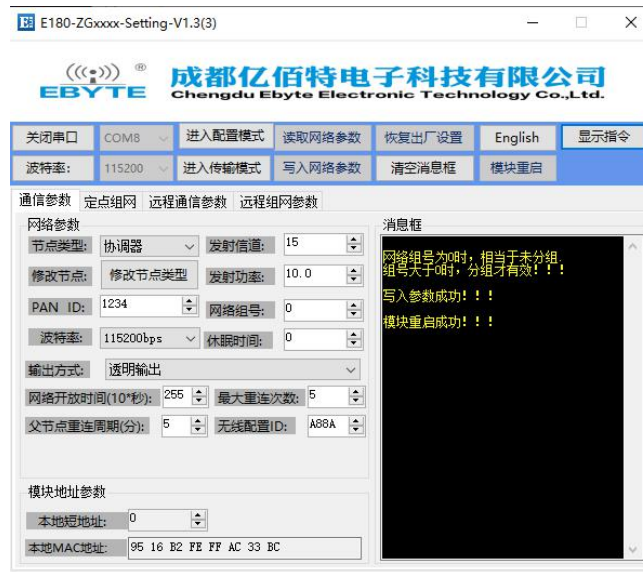 E180-ZGxxxx-Setting-V1.3(3)
EBYTE ®
成都亿佰特电子科技有限公司
Chengdu Ebyte Electronic Technology Co.,Ltd.
关闭串口 COM8 进入配置模式 读取网络参数 恢复出厂设置 English 显示指令
波特率: 115200 进入传输模式 写入网络参数 清空消息框 模块重启
通信参数 定点组网 远程通信参数 远程组网参数
网络参数
节点类型: 协调器 发射信道: 15
修改节点: 修改节点类型 发射功率: 10.0
PAN ID: 1234 网络组号: 0
波特率: 115200bps 休眠时间: 0
输出方式: 透明输出
网络开放时间(10*秒): 255 最大重连次数: 5
父节点重连周期(分): 5 无线配置ID: A88A
模块地址参数
本地短地址: 0
本地MAC地址: 95 16 B2 FE FF AC 33 BC
消息框
网络组号为0时，相当于未分组.
组号大于0时，分组才有效！！！
写入参数成功！！！
模块重启成功！！！